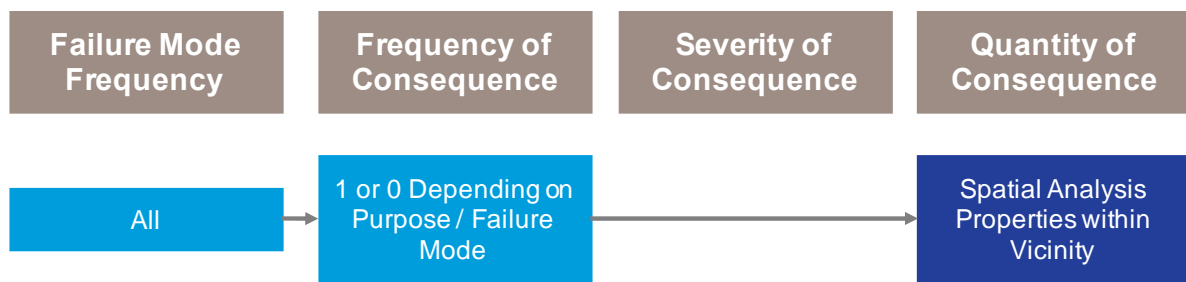 Failure Mode
Frequency
Frequency of
Consequence
Severity of
Consequence
Quantity of
Consequence
All
1 or 0 Depending on
Purpose / Failure
Mode
Spatial Analysis
Properties within
Vicinity